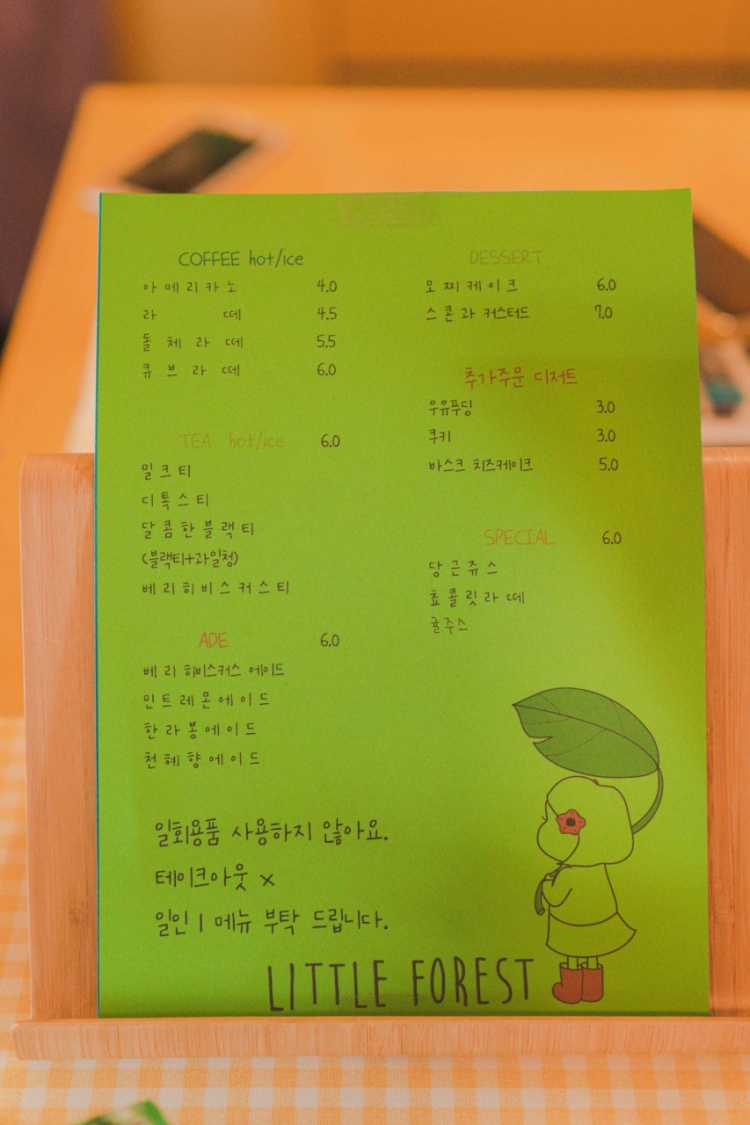 COFFEE hot/ice
아메리카노 4.0
라떼 4.5
돌체라떼 5.5
큐브라떼 6.0
TEA hot/ice 6.0
밀크티
디톡스티
달콤한블랙티
(블랙티+과일청)
베리히비스커스티
ADE 6.0
베리 히비스커스 에이드
민트레몬에이드
한라봉에이드
천혜향에이드
DESSERT
모찌케이크 6.0
스콘과 커스터드 7.0
추가주문 디저트
우유푸딩 3.0
쿠키 3.0
바스크 치즈케이크 5.0
SPECIAL 6.0
당근쥬스
쵸콜릿라떼
귤주스
일회용품 사용하지 않아요.
테이크아웃 x
일인 1 메뉴 부탁 드립니다.
LITTLE FOREST